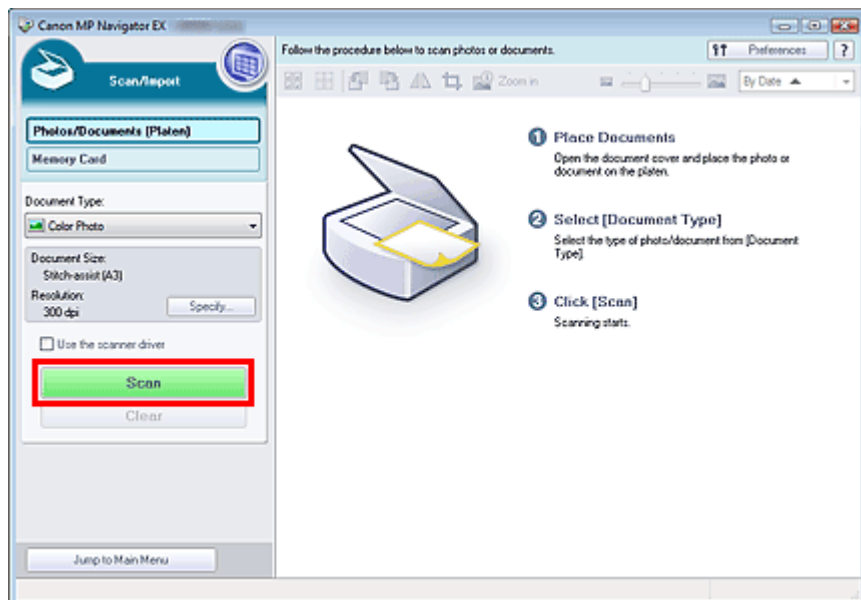 Canon MP Navigator EX
Scan/Import
Photos/Documents (Platen)
Memory Card
Document Type:
Color Photo
Document Size:
Stitch-assist (A3)
Resolution:
300 dpi
Specify...
Use the scanner driver
Scan
Clear
Jump to Main Menu
Follow the procedure below to scan photos or documents.
Preferences
?
Zoom in
By Date
1 Place Documents
Open the document cover and place the photo or
document on the platen.
2 Select [Document Type]
Select the type of photo/document from [Document
Type].
3 Click [Scan]
Scanning starts.